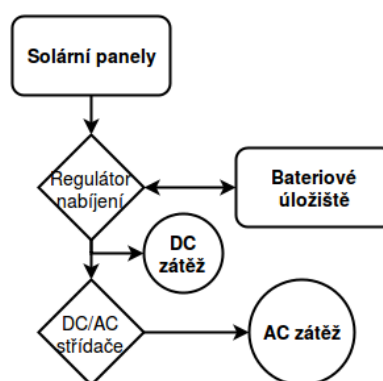 Solární panely
Regulátor
nabíjení
Bateriové
úložiště
DC
zátěž
DC/AC
střídače
AC zátěž